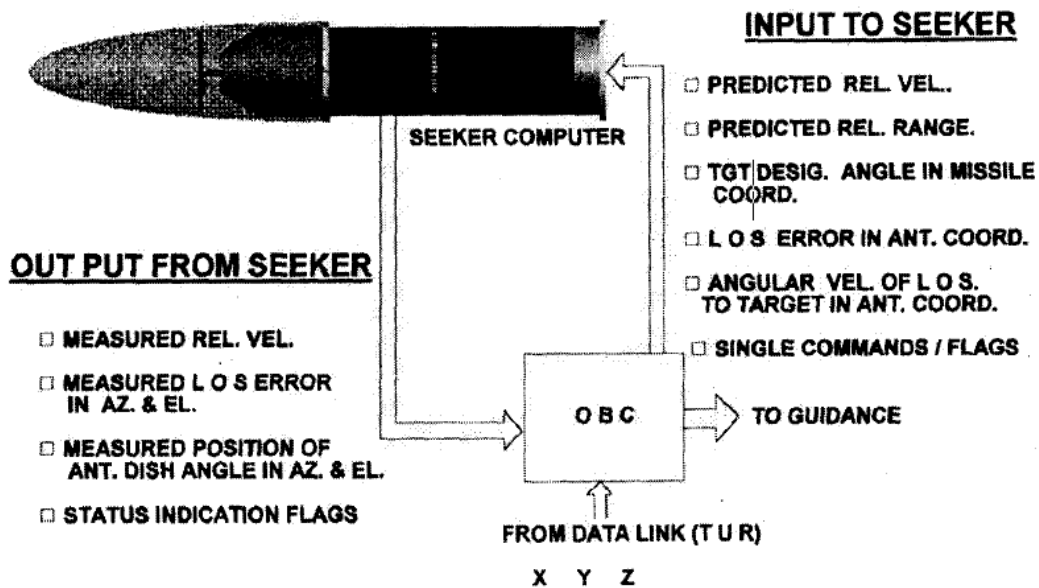 INPUT TO SEEKER
□ PREDICTED REL. VEL..
□ PREDICTED REL. RANGE.
□ TGT DESIG. ANGLE IN MISSILE
COORD.
□ L O S ERROR IN ANT. COORD.
□ ANGULAR VEL. OF L O S.
TO TARGET IN ANT. COORD.
□ SINGLE COMMANDS / FLAGS
SEEKER COMPUTER
OUT PUT FROM SEEKER
□ MEASURED REL. VEL.
□ MEASURED L O S ERROR
IN AZ. & EL.
□ MEASURED POSITION OF
ANT. DISH ANGLE IN AZ. & EL.
□ STATUS INDICATION FLAGS
O B C
TO GUIDANCE
FROM DATA LINK (T U R)
X Y Z